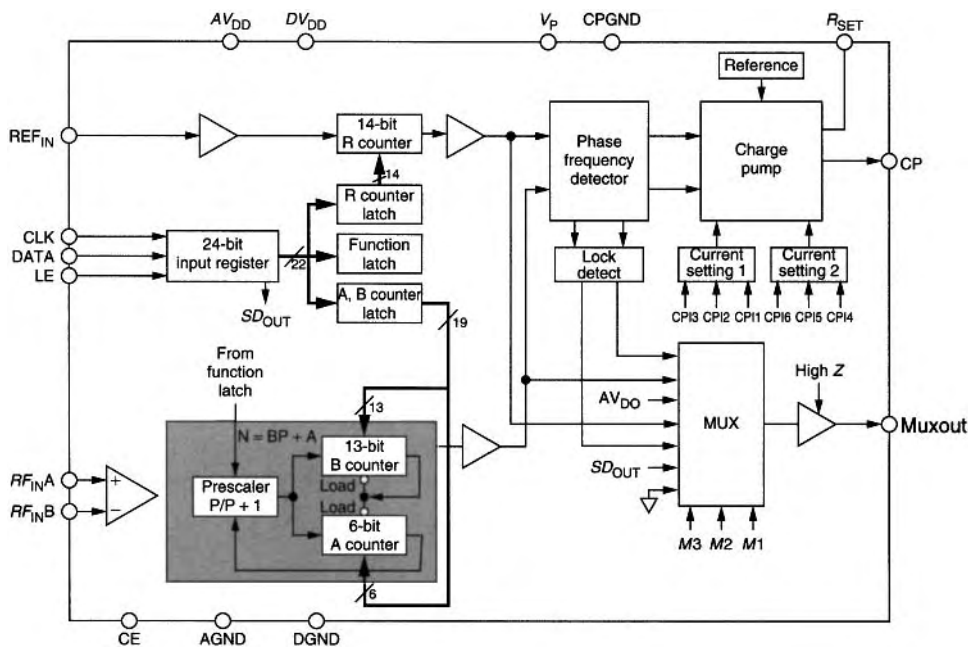 AVDD
DVDD
VP
CPGND
RSET
Reference
REFIN
14-bit
R counter
Phase
frequency
detector
Charge
pump
CP
14
R counter
latch
CLK
DATA
LE
24-bit
input register
22
Function
latch
Lock
detect
Current
setting 1
Current
setting 2
SDOUT
A, B counter
latch
19
CPI3
CPI2
CPI1
CPI6
CPI5
CPI4
From
function
latch
High Z
AVDO
MUX
Muxout
13
N = BP + A
13-bit
B counter
SDOUT
RFINA
+
Prescaler
P/P + 1
Load
Load
RFINB
−
6-bit
A counter
M3
M2
M1
6
CE
AGND
DGND